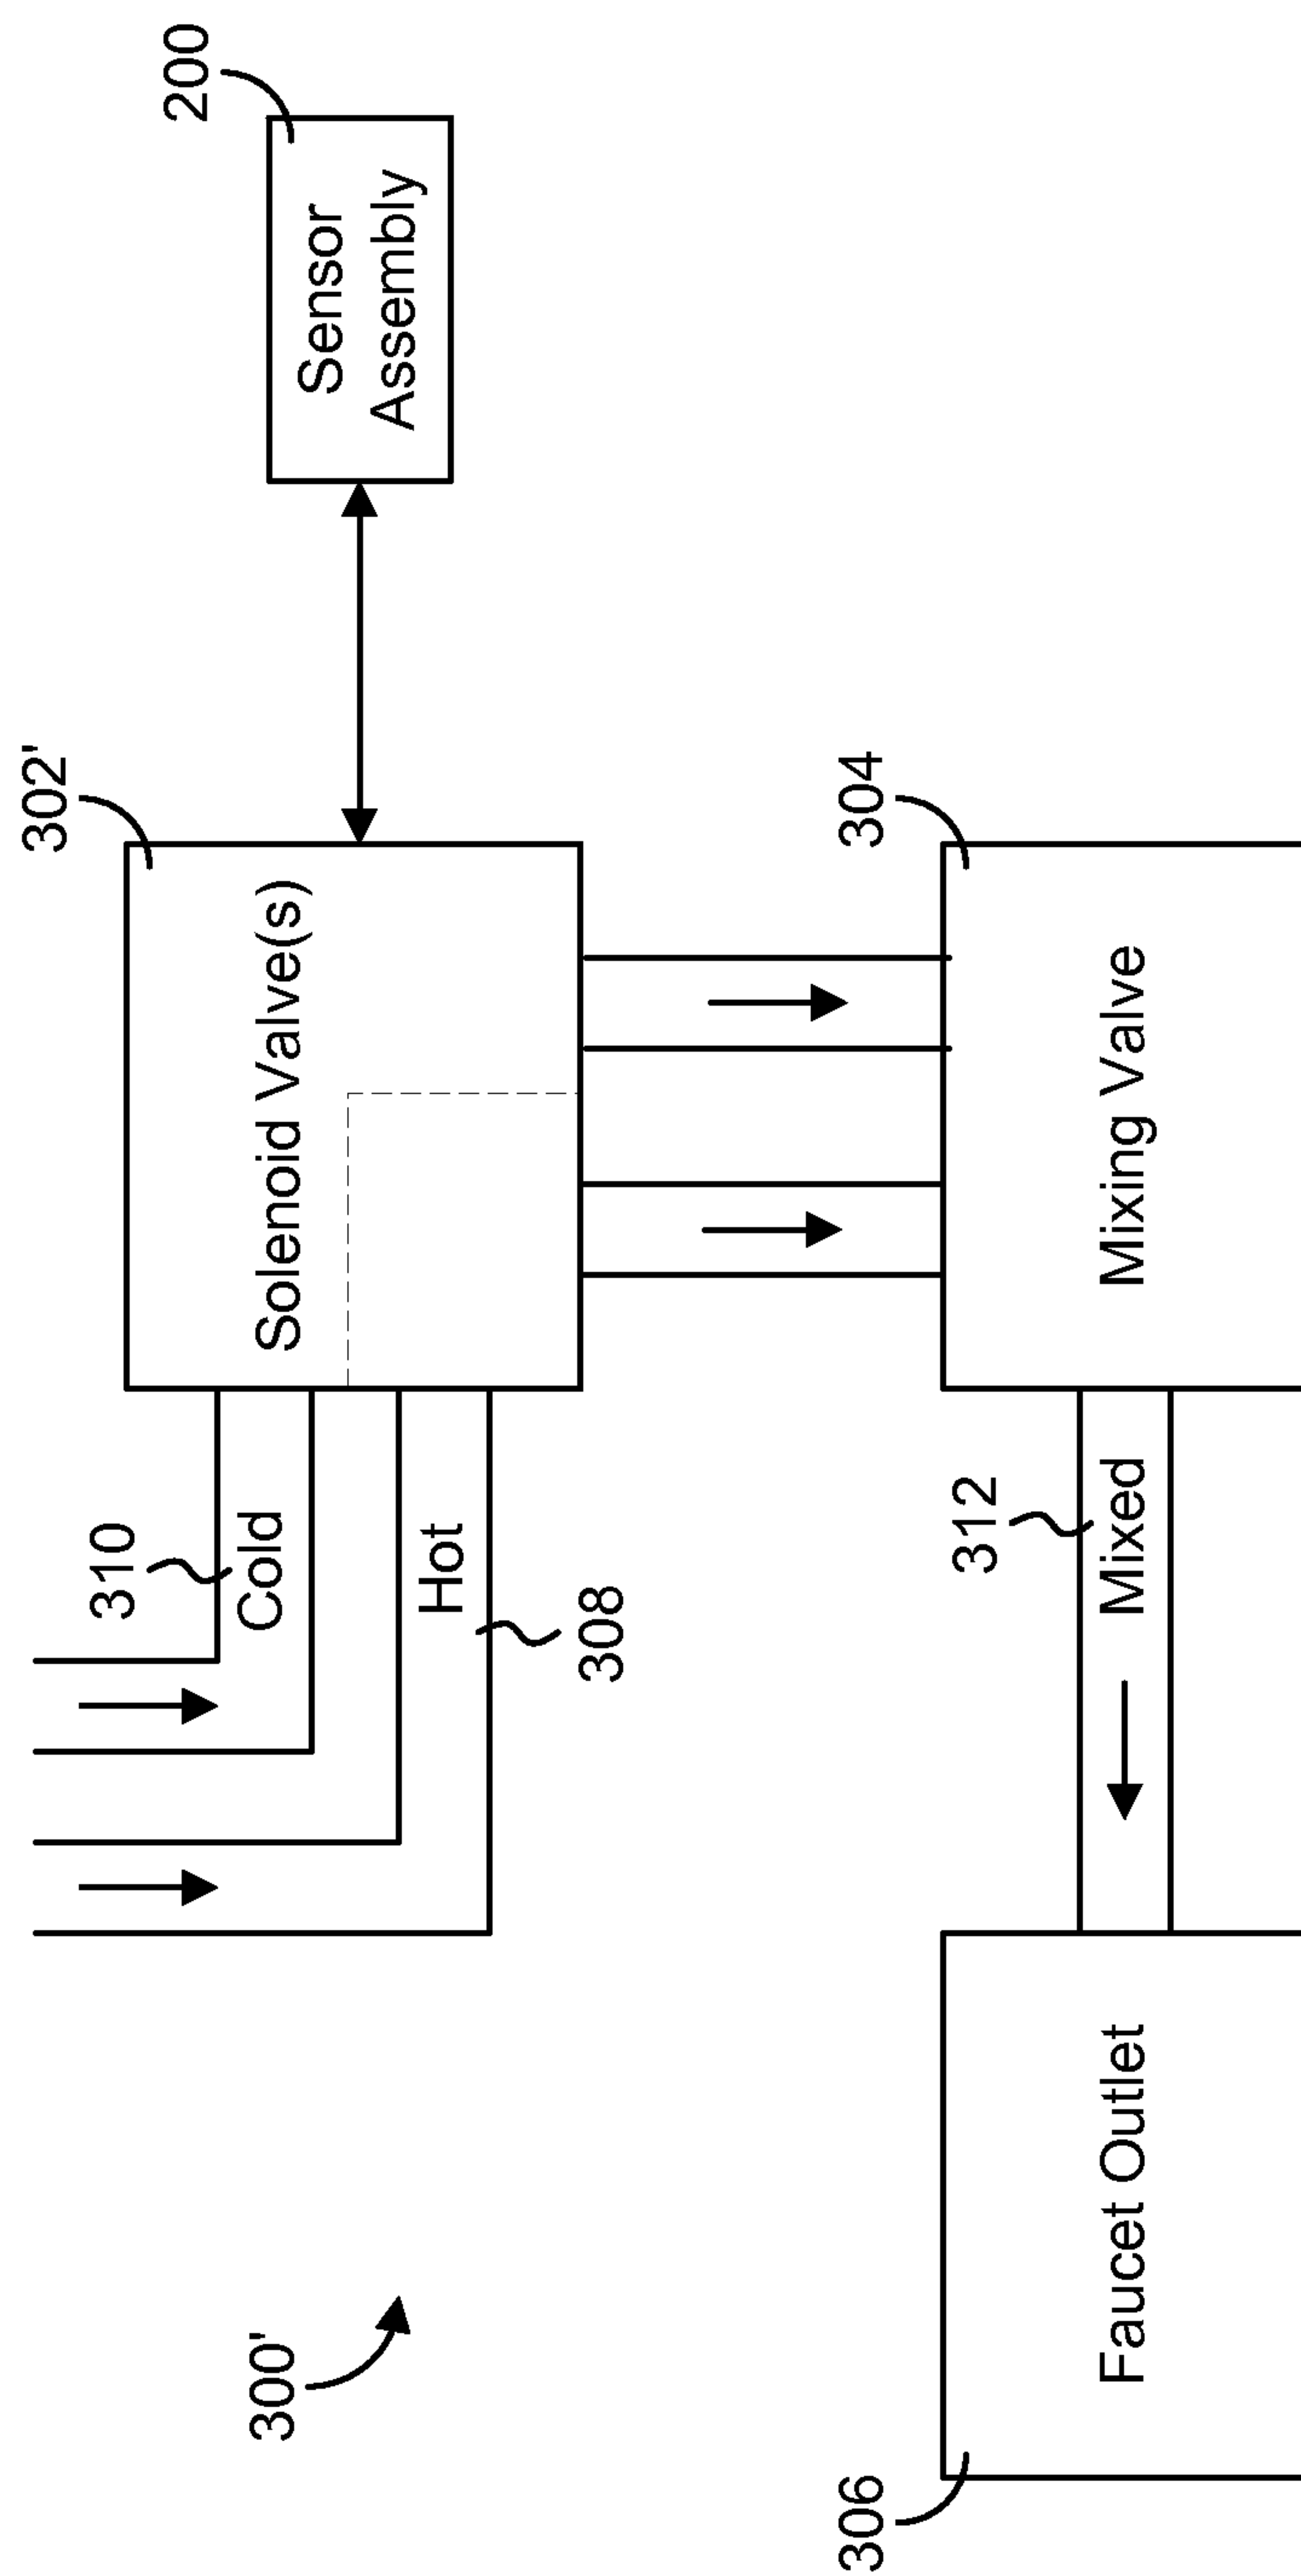 300'
310
Cold
Hot
308
302'
Solenoid Valve(s)
200
Sensor
Assembly
306
Faucet Outlet
312
Mixed
304
Mixing Valve